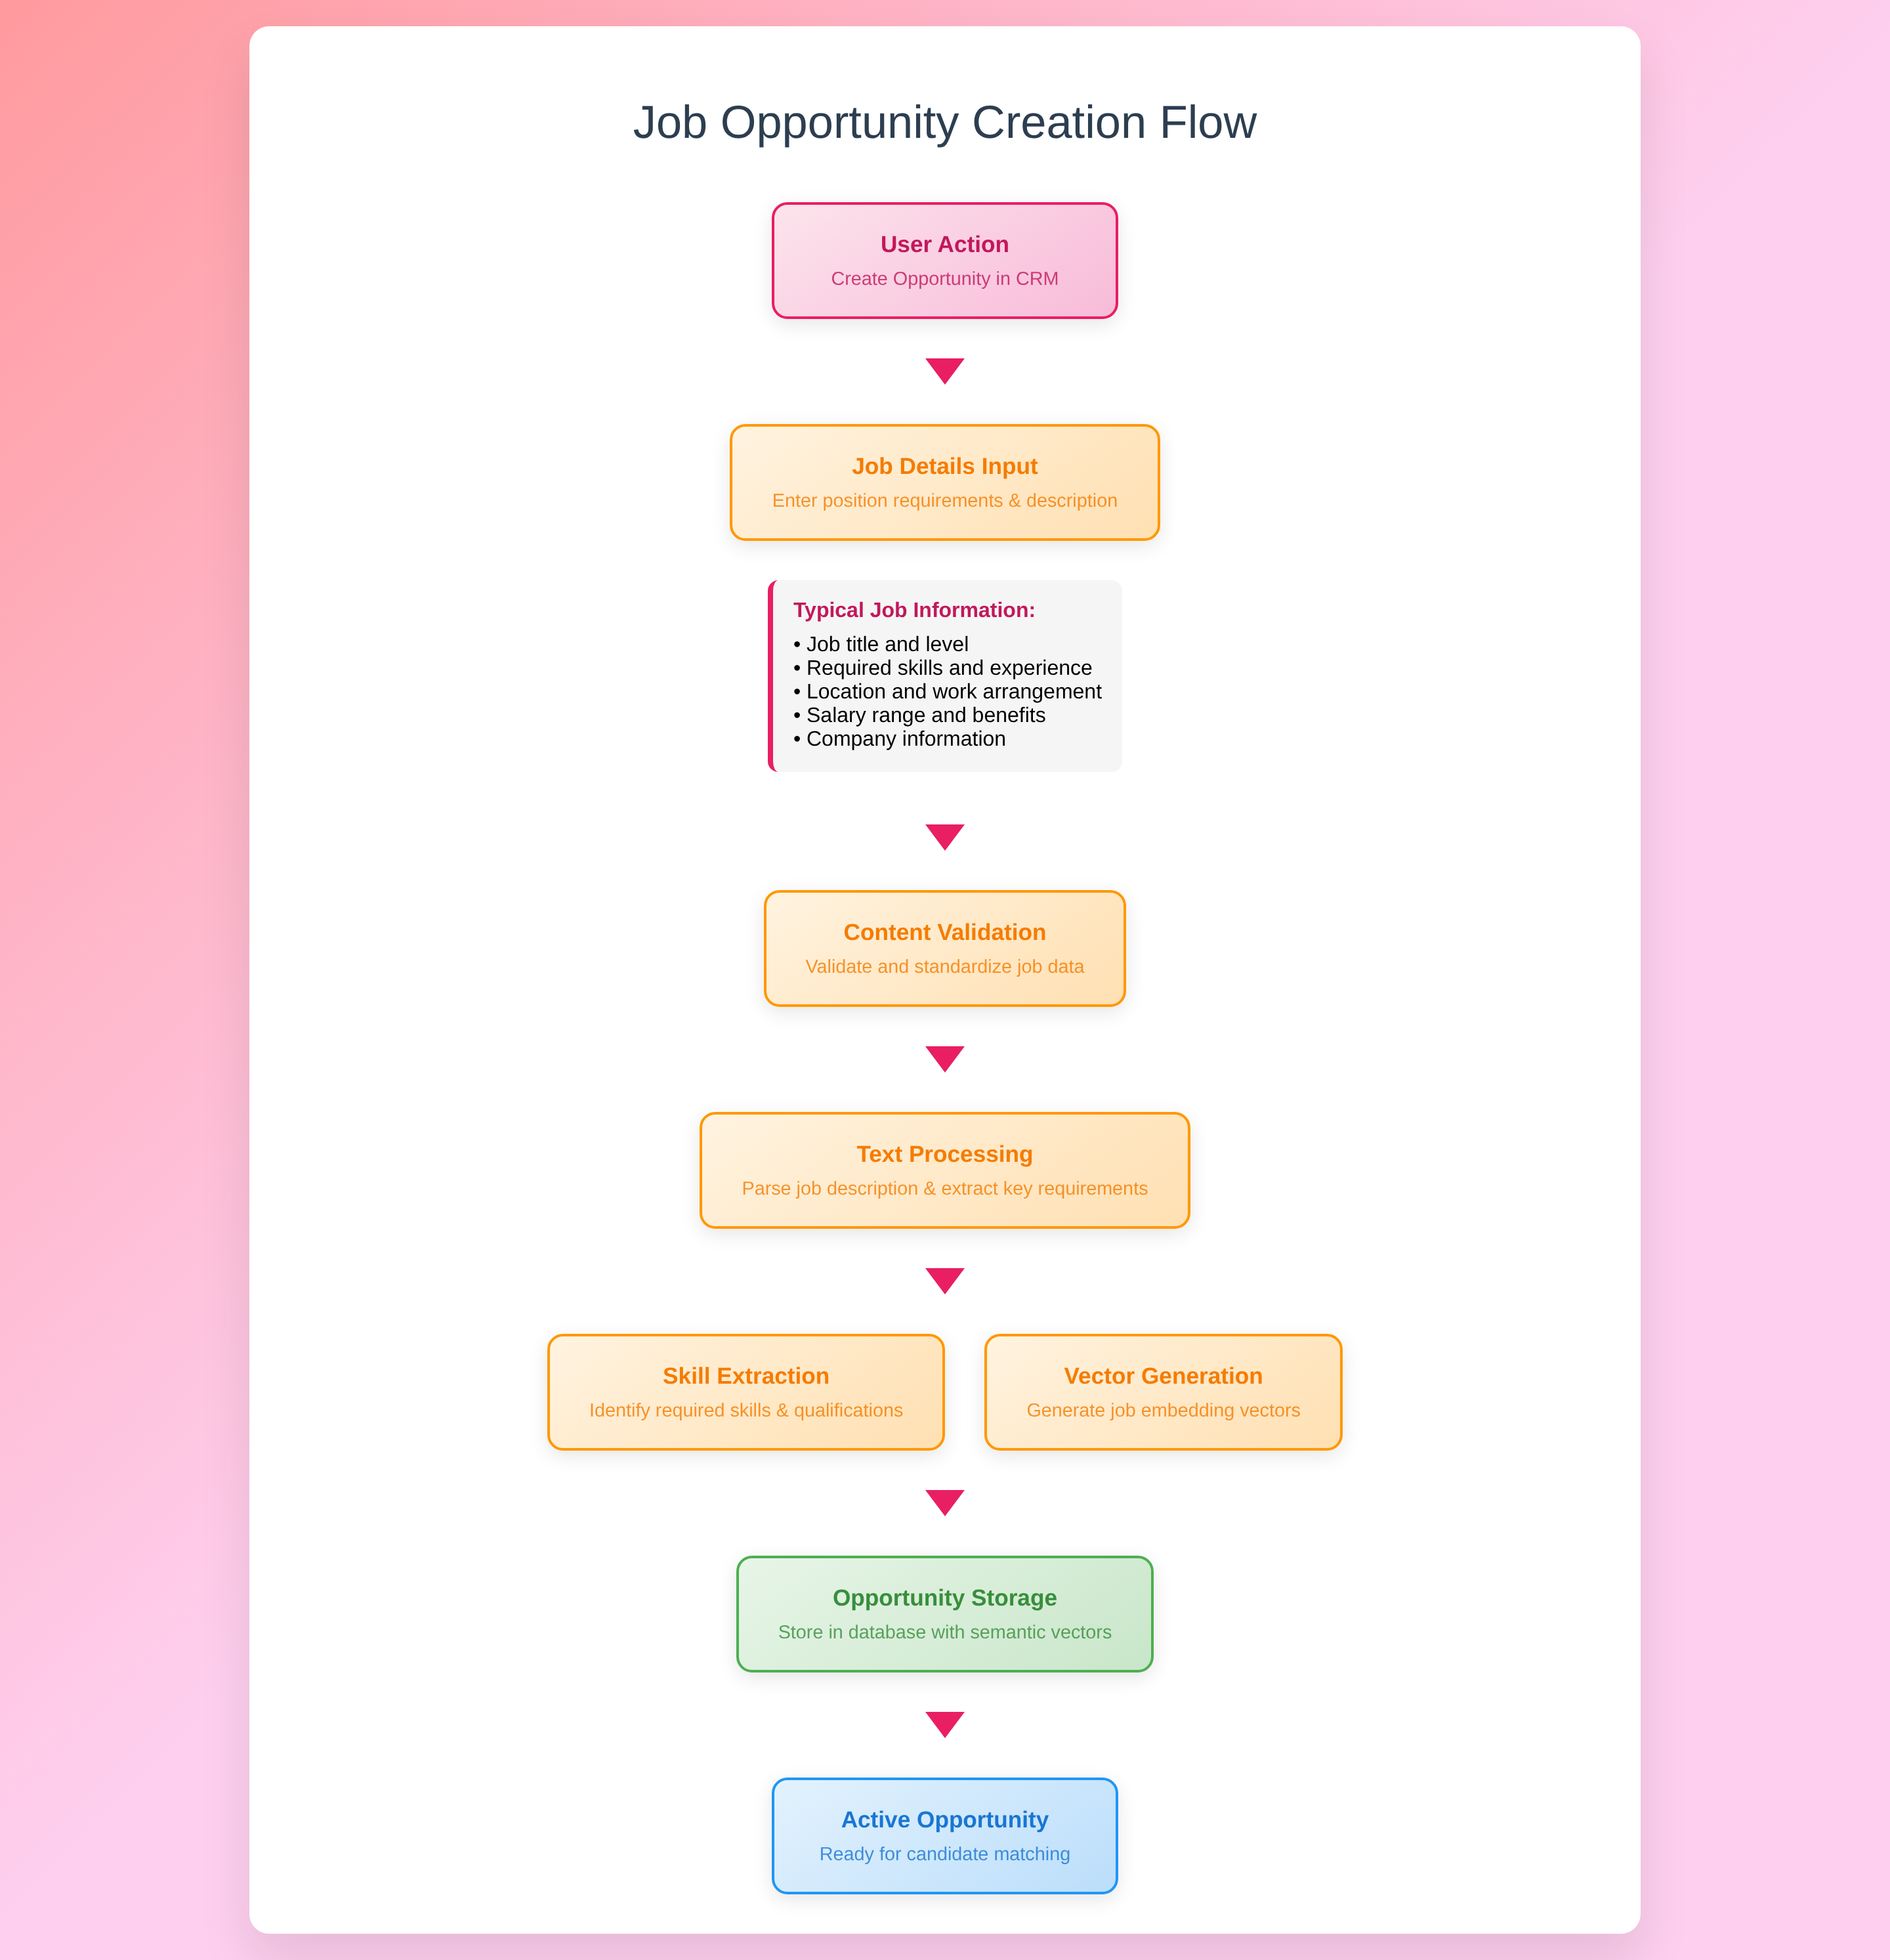 Job Opportunity Creation Flow
User Action
Create Opportunity in CRM
Job Details Input
Enter position requirements & description
Typical Job Information:
• Job title and level
• Required skills and experience
• Location and work arrangement
• Salary range and benefits
• Company information
Content Validation
Validate and standardize job data
Text Processing
Parse job description & extract key requirements
Skill Extraction
Identify required skills & qualifications
Vector Generation
Generate job embedding vectors
Opportunity Storage
Store in database with semantic vectors
Active Opportunity
Ready for candidate matching